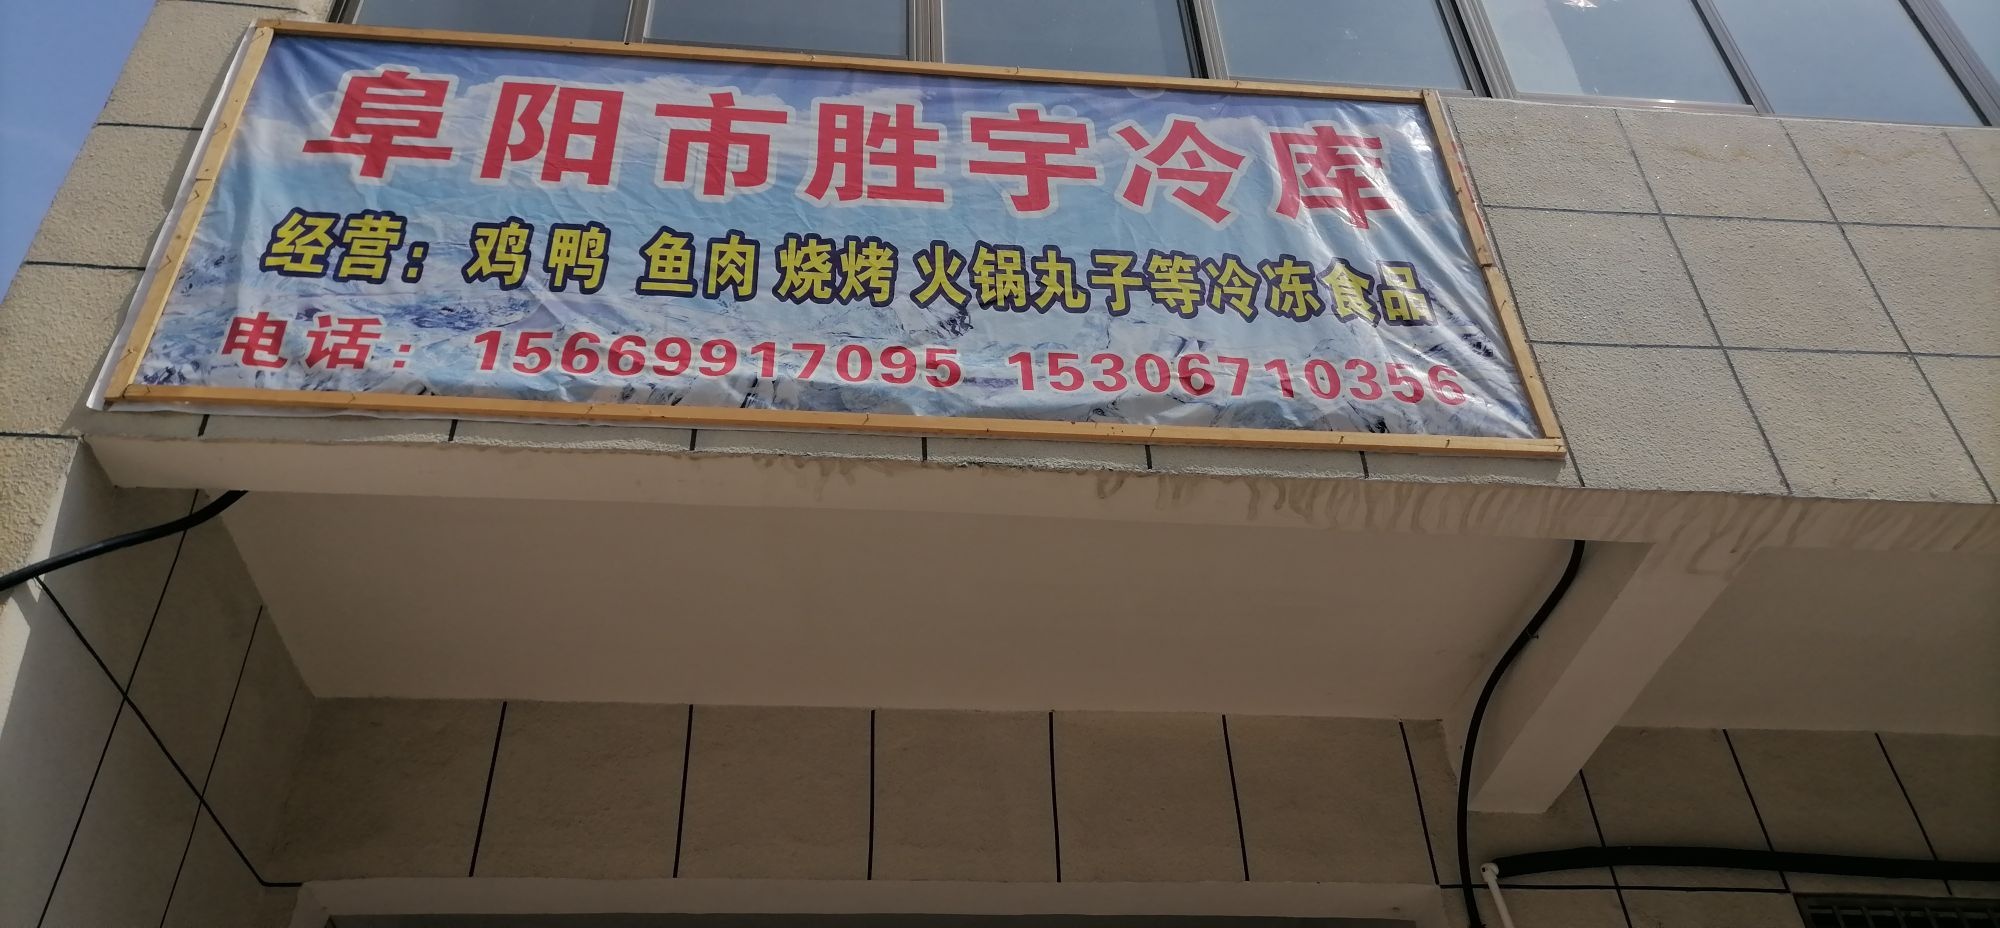 阜阳市胜宇冷库
经营：鸡 鸭 鱼肉 烧烤 火锅丸子等冷冻食品
电话： 15669917095 15306710356